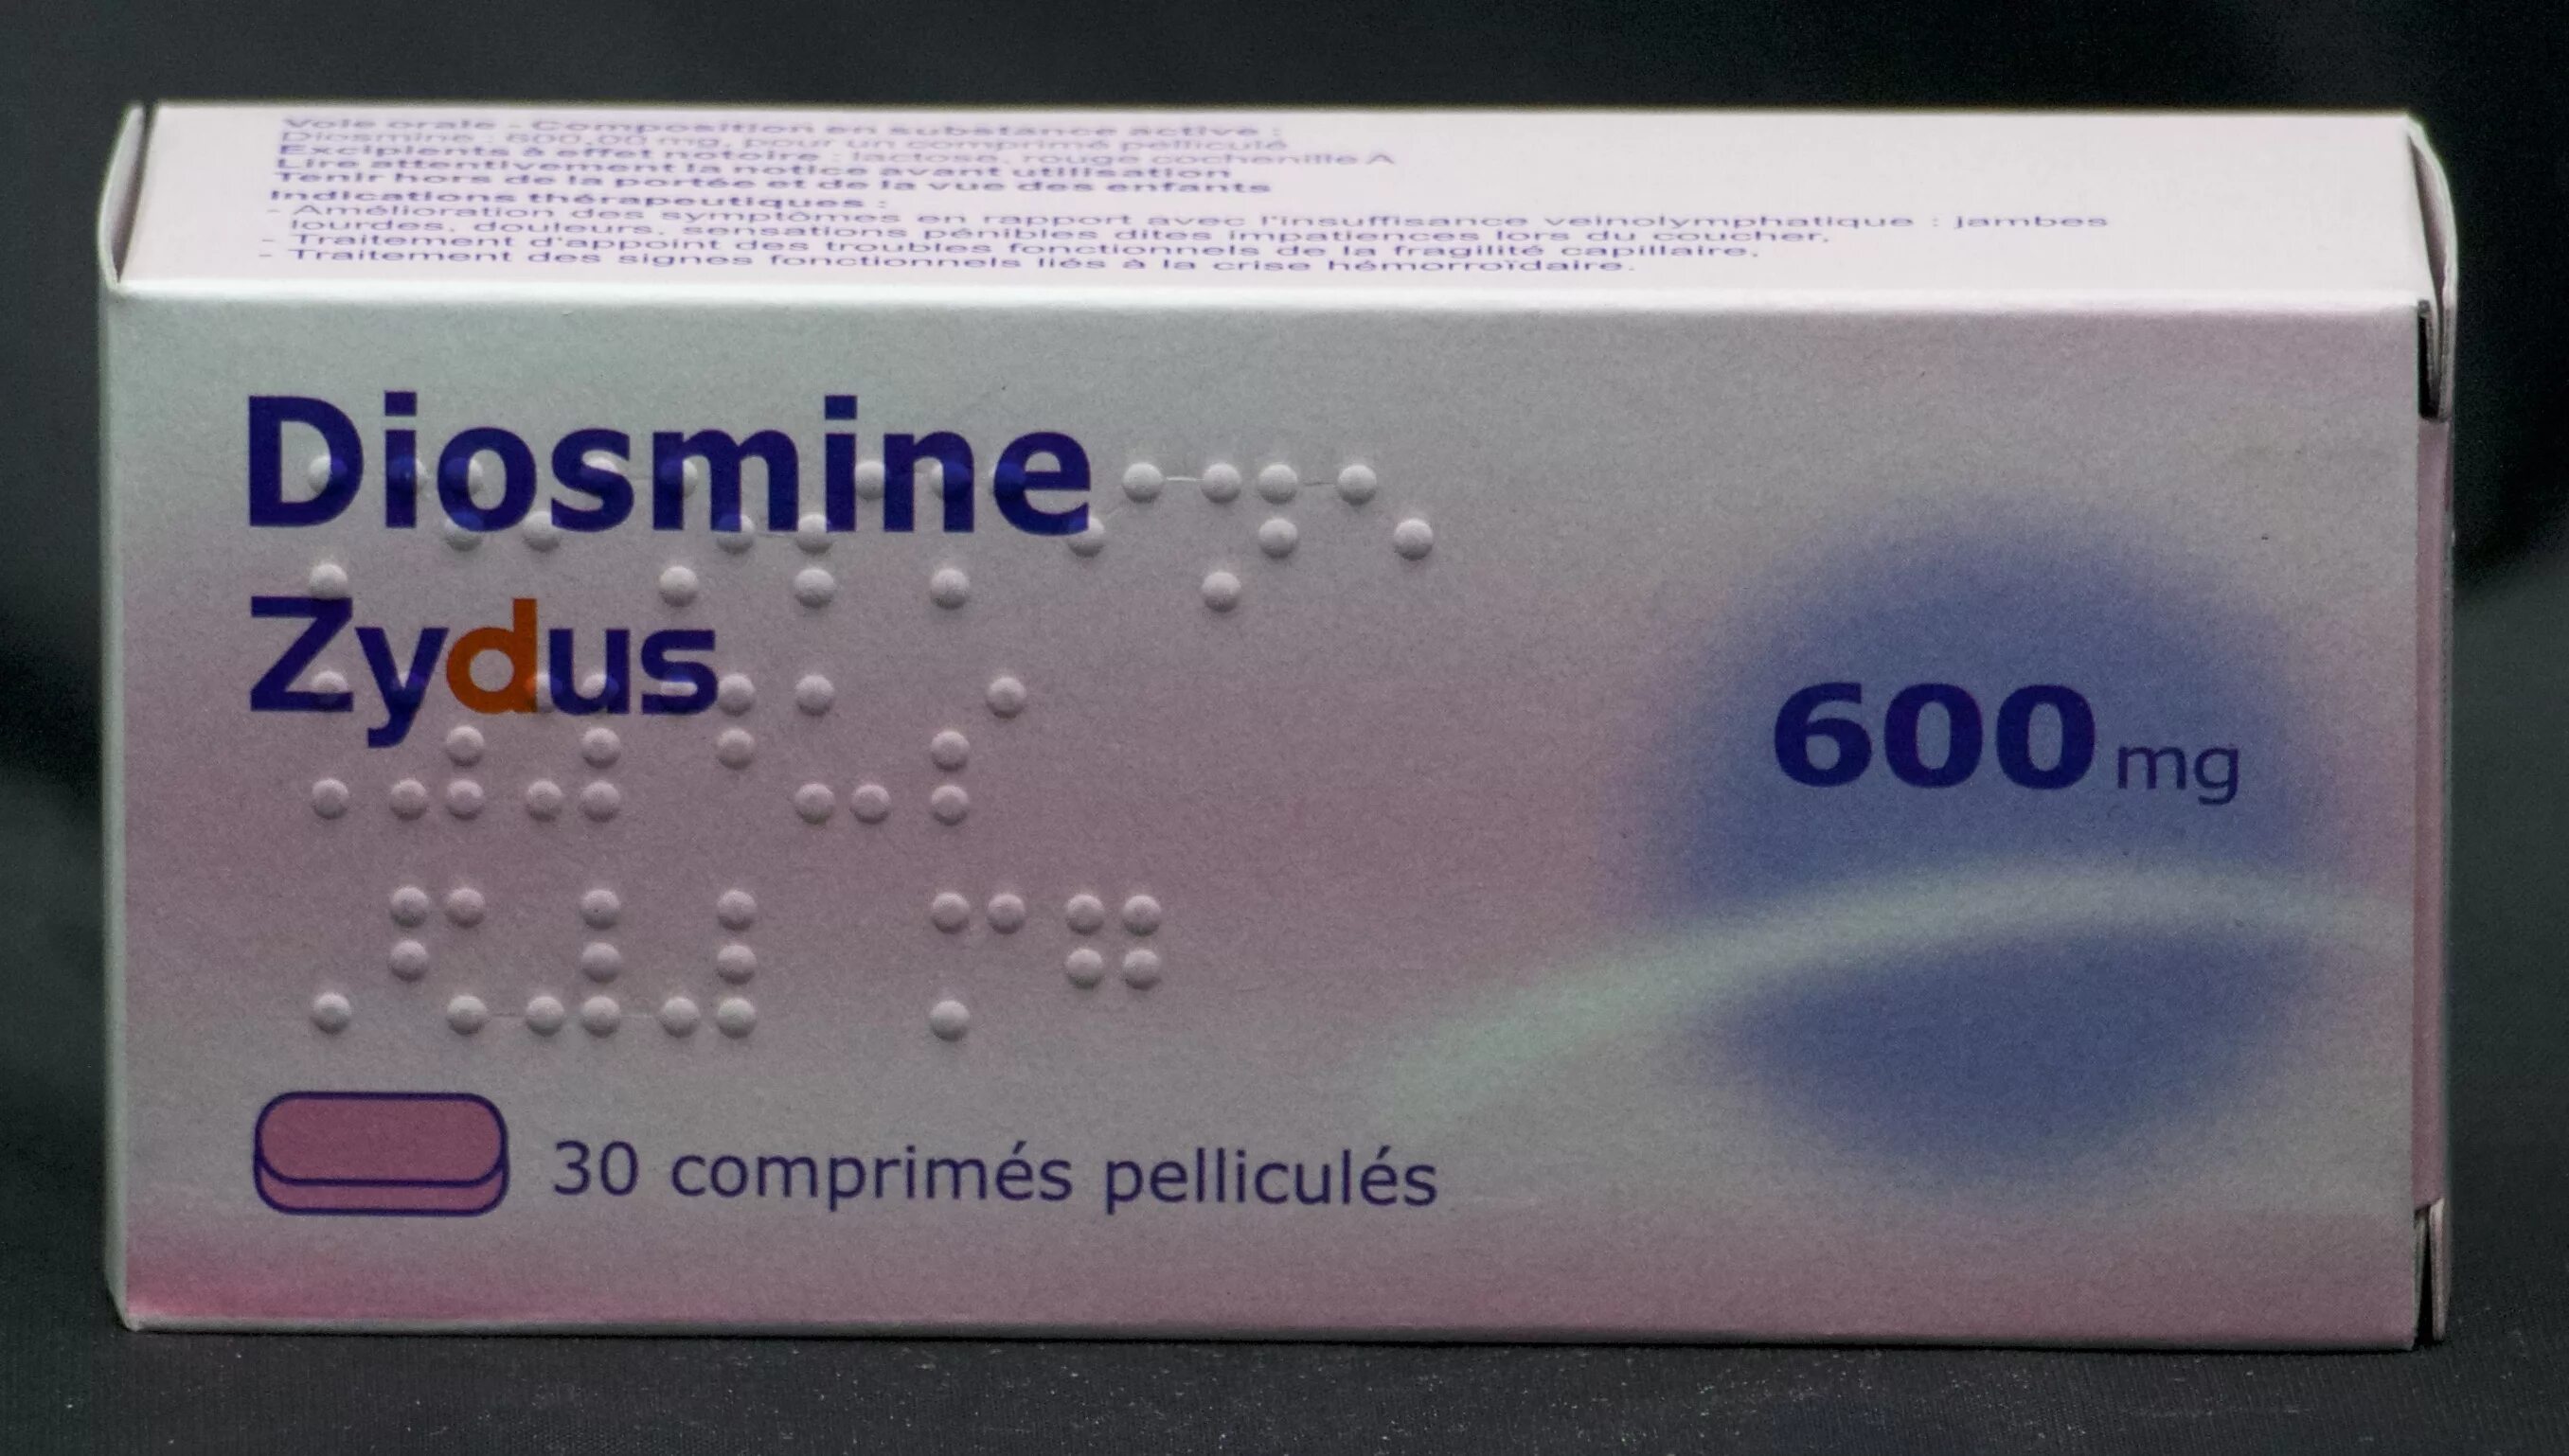 Voie orale - Composition en substance active :
Diosmine : 600,00 mg, pour un comprimé pelliculé
Excipients à effet notoire : lactose, rouge cochenille A
Lire attentivement la notice avant utilisation
Tenir hors de la portée et de la vue des enfants
Indications thérapeutiques :
- Amélioration des symptômes en rapport avec l'insuffisance veinolymphatique : jambes
lourdes, douleurs, sensations pénibles dites impatiences lors du coucher.
- Traitement d'appoint des troubles fonctionnels de la fragilité capillaire.
- Traitement des signes fonctionnels liés à la crise hémorroïdaire.
Diosmine
Zydus
600 mg
30 comprimés pelliculés